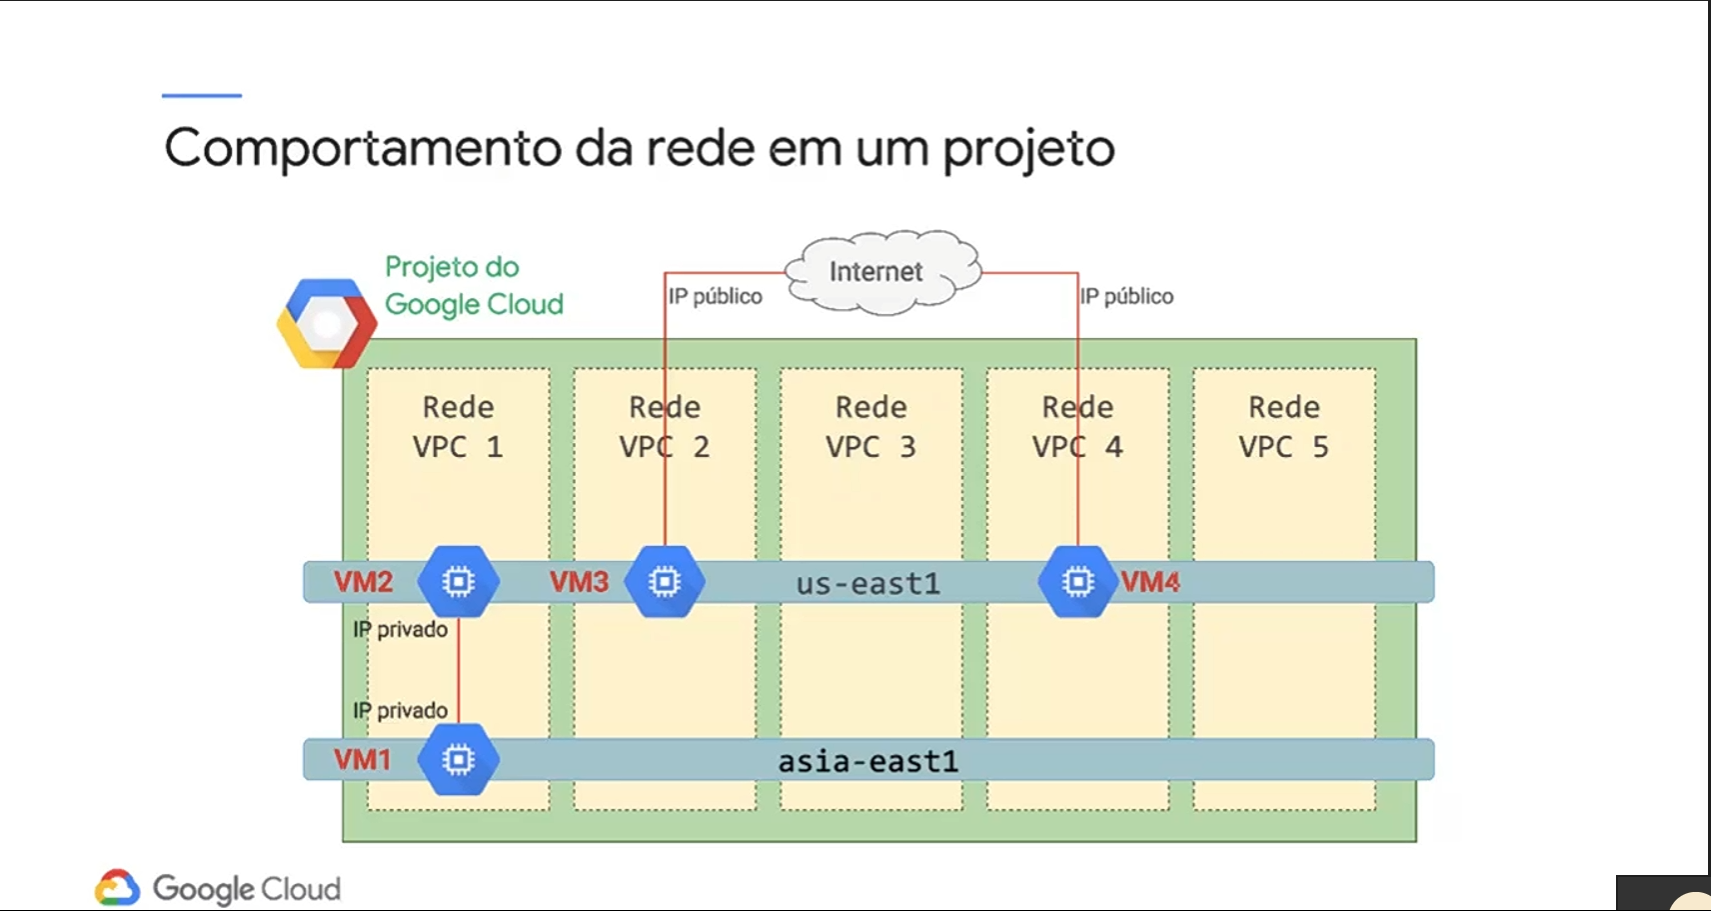 Comportamento da rede em um projeto
Projeto do
Google Cloud
Internet
IP público
IP público
Rede
VPC 1
Rede
VPC 2
Rede
VPC 3
Rede
VPC 4
Rede
VPC 5
VM2
VM3
us-east1
VM4
IP privado
IP privado
VM1
asia-east1
Google Cloud